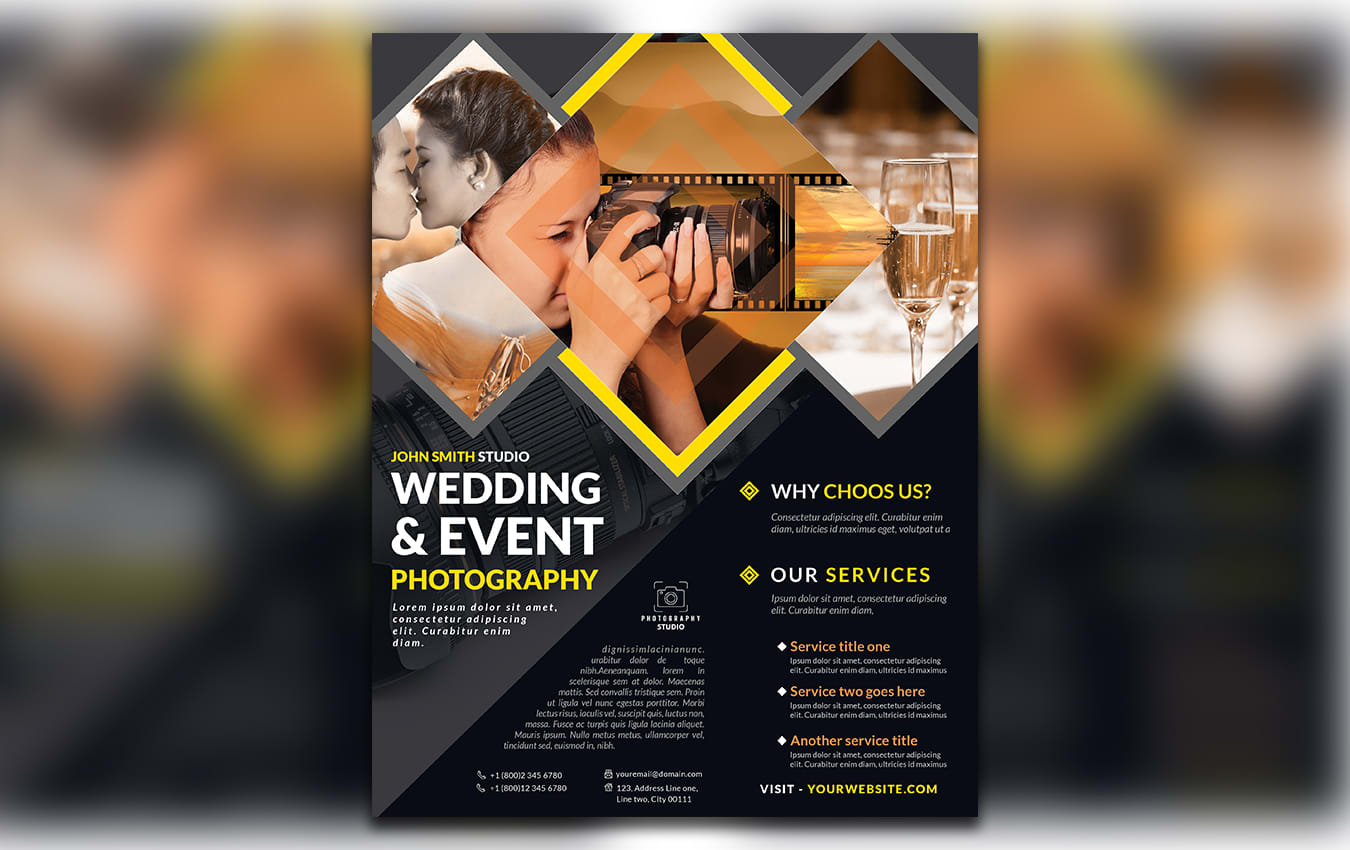 JOHN SMITH STUDIO
WEDDING
& EVENT
PHOTOGRAPHY
Lorem ipsum dolor sit amet,
consectetur adipiscing
elit. Curabitur enim
diam.
PHOTOGRAPHY
STUDIO
dignissimlacinianunc.
urabitur dolor de toque
nibh.Aeneanquam. lorem in
scelerisque sem at dolor. Maecenas
mattis. Sed convallis tristique sem. Proin
ut ligula vel nunc egestas porttitor. Morbi
lectus risus, iaculis vel, suscipit quis, luctus non,
massa. Fusce ac turpis quis ligula lacinia aliquet.
Mauris ipsum. Nulla metus metus, ullamcorper vel,
tincidunt sed, euismod in, nibh.
+1 (800)2 345 6780
+1 (800)12 345 6780
youremail@domain.com
123, Address Line one,
Line two, City 00111
WHY CHOOS US?
Consectetur adipiscing elit. Curabitur enim
diam, ultricies id maximus eget, volutpat ut a
OUR SERVICES
Ipsum dolor sit amet, consectetur adipiscing
elit. Curabitur enim diam,
Service title one
Ipsum dolor sit amet, consectetur adipiscing
elit. Curabitur enim diam, ultricies id maximus
Service two goes here
Ipsum dolor sit amet, consectetur adipiscing
elit. Curabitur enim diam, ultricies id maximus
Another service title
Ipsum dolor sit amet, consectetur adipiscing
elit. Curabitur enim diam, ultricies id maximus
VISIT - YOURWEBSITE.COM